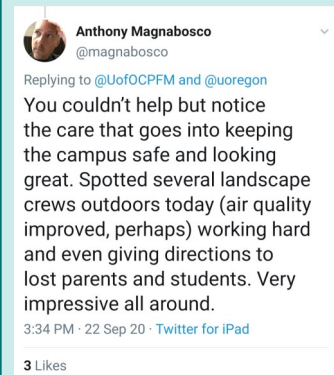 Anthony Magnabosco
@magnabosco
Replying to @UofOCPFM and @uoregon
You couldn't help but notice
the care that goes into keeping
the campus safe and looking
great. Spotted several landscape
crews outdoors today (air quality
improved, perhaps) working hard
and even giving directions to
lost parents and students. Very
impressive all around.
3:34 PM · 22 Sep 20 · Twitter for iPad
3 Likes